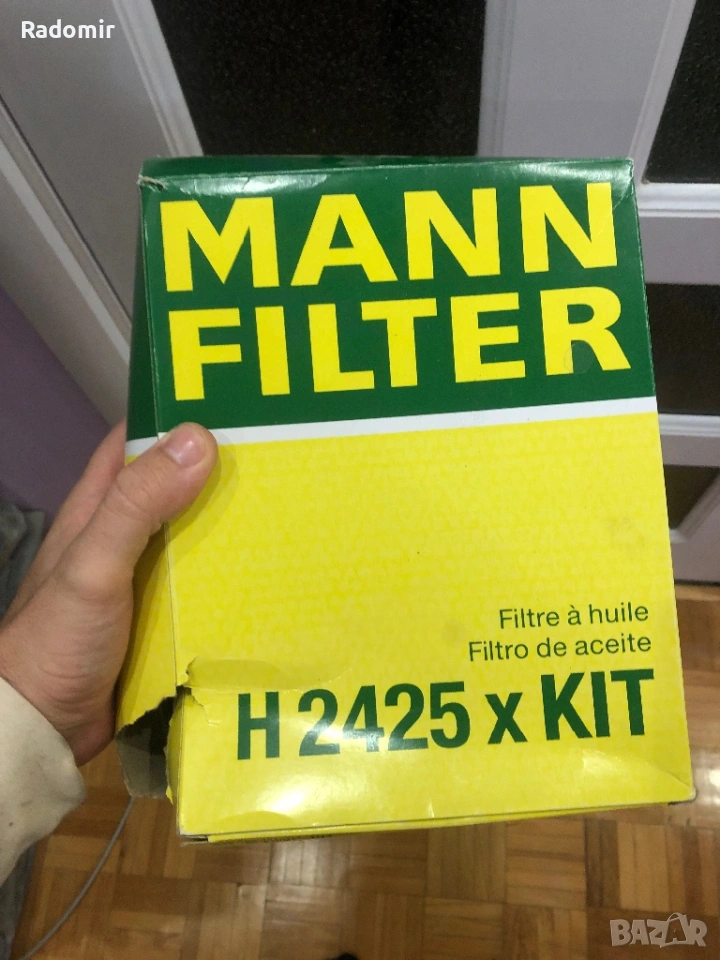 Radomir
MANN
FILTER
Filtre à huile
Filtro de aceite
H 2425 x KIT
BAZAR